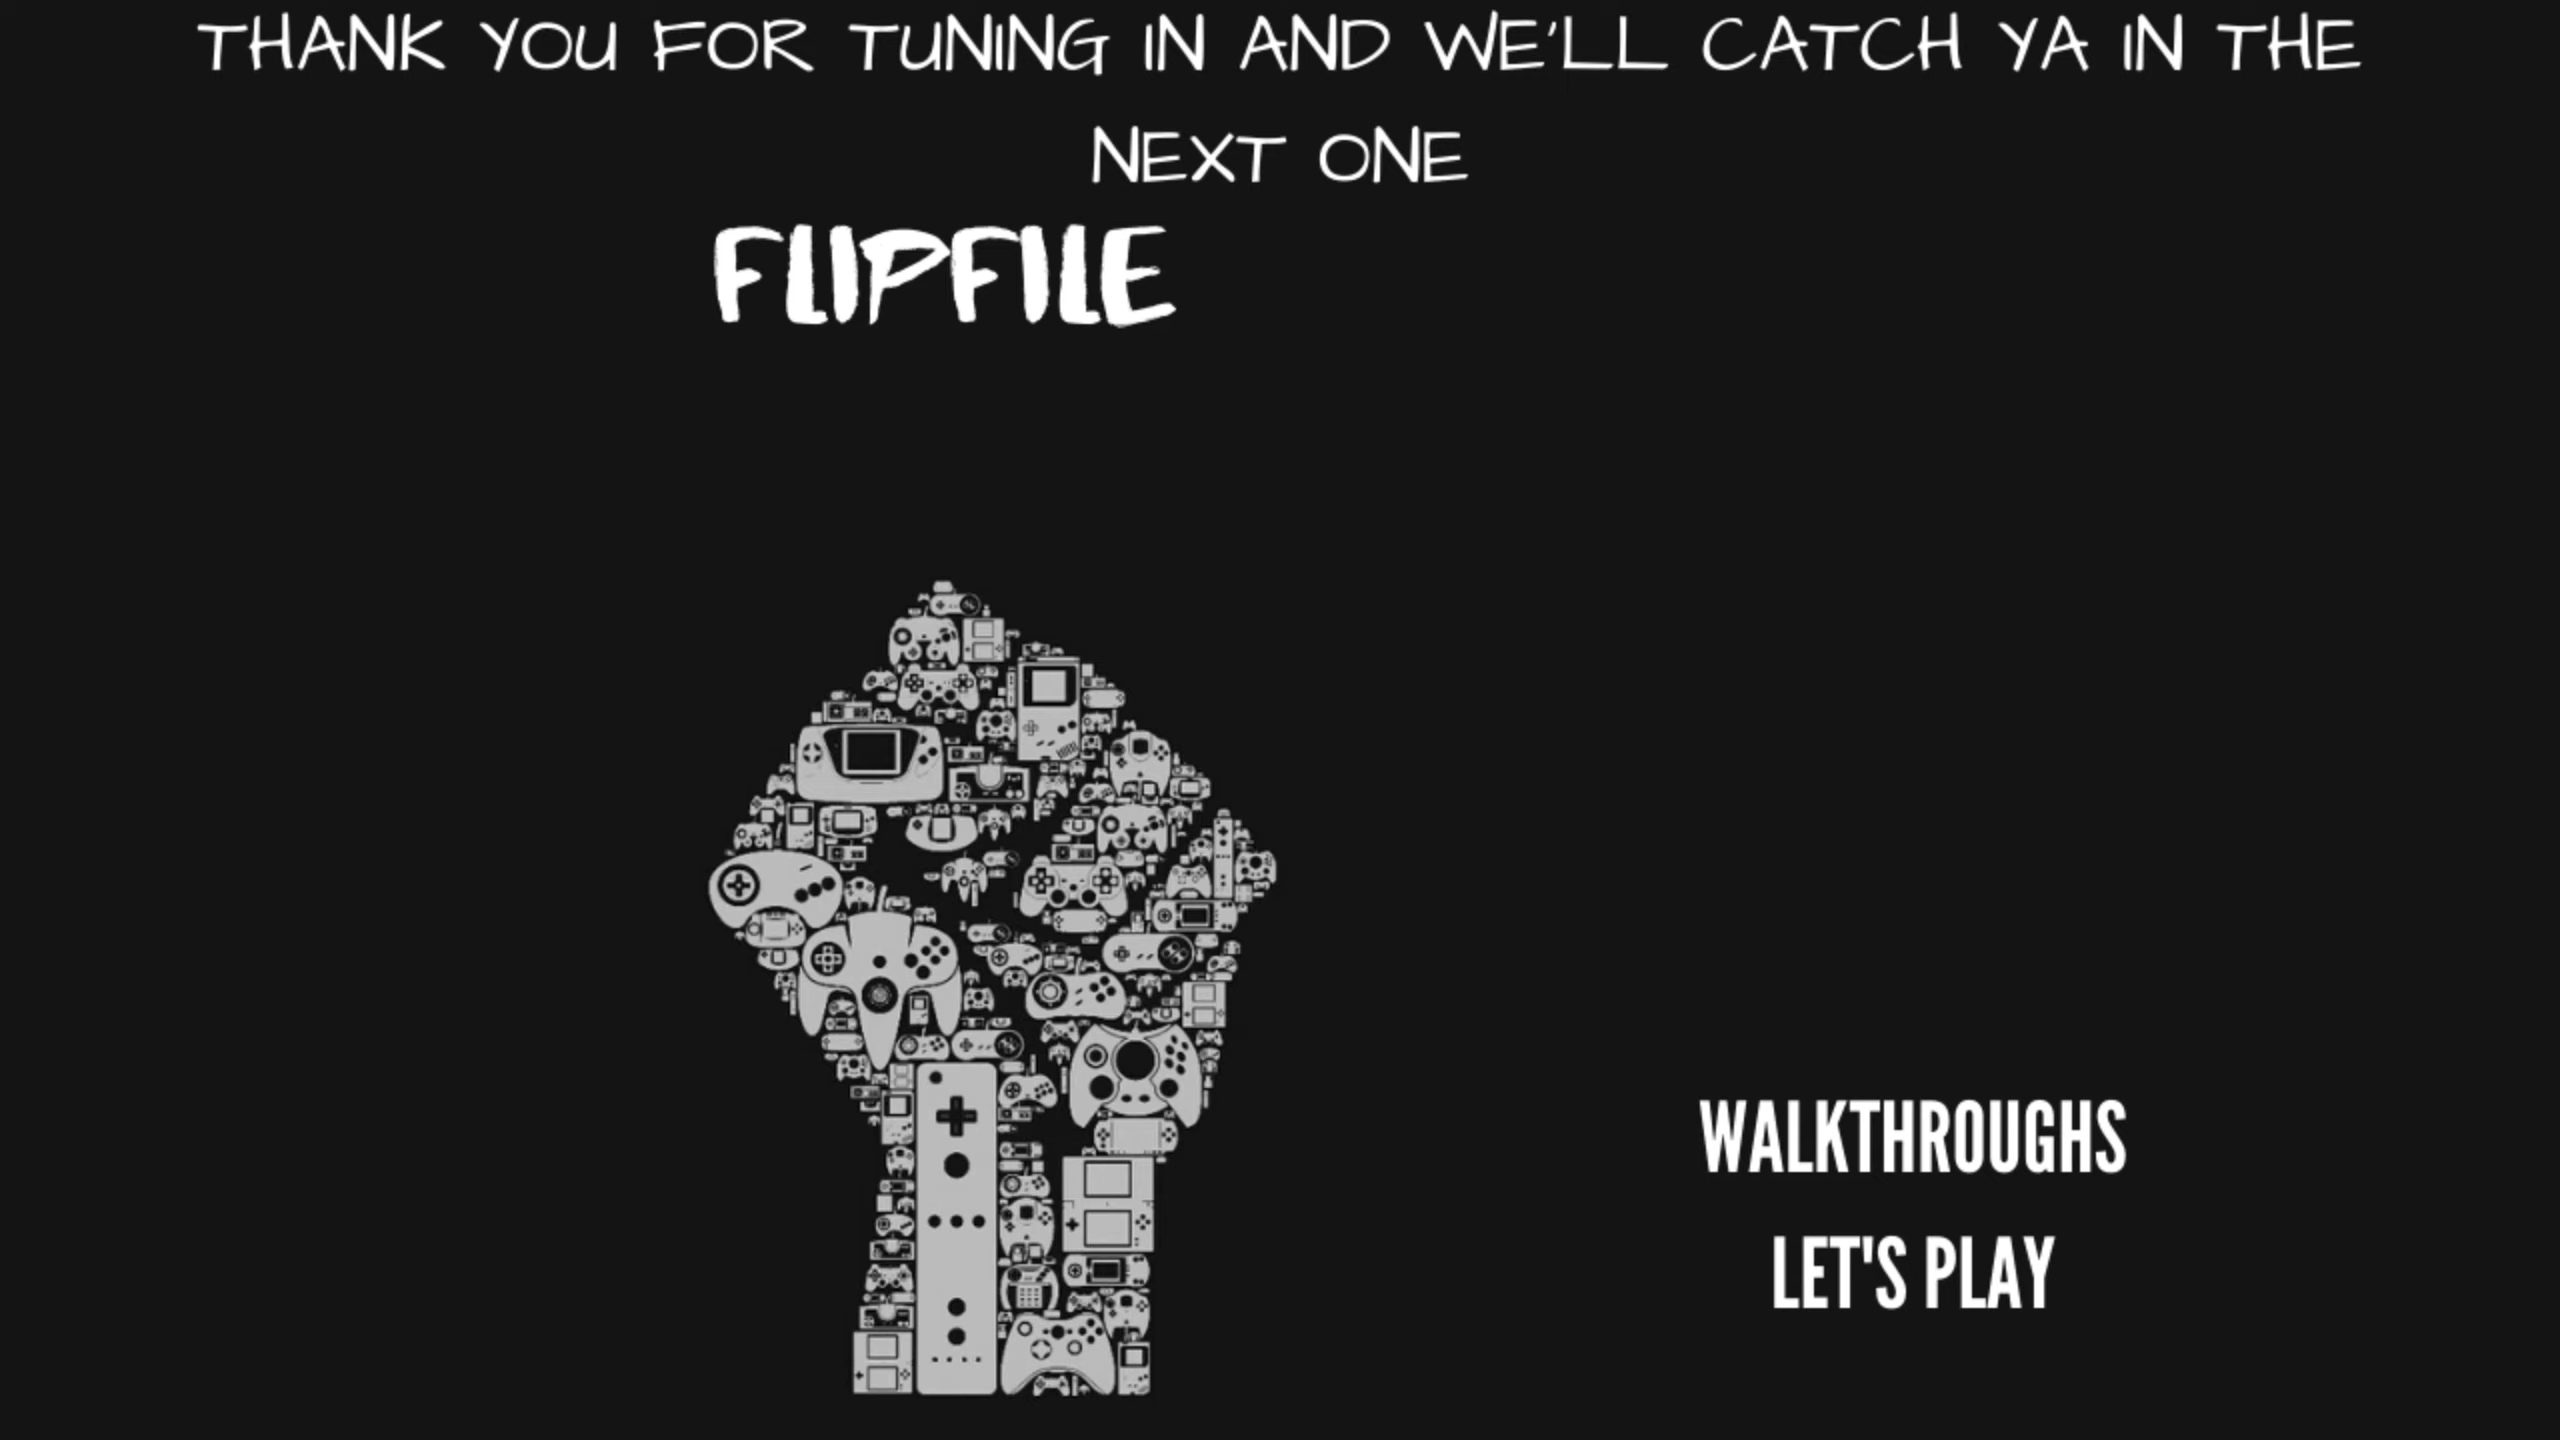 THANK YOU FOR TUNING IN AND WE'LL CATCH YA IN THE
NEXT ONE
FLIPFILE
WALKTHROUGHS
LET'S PLAY